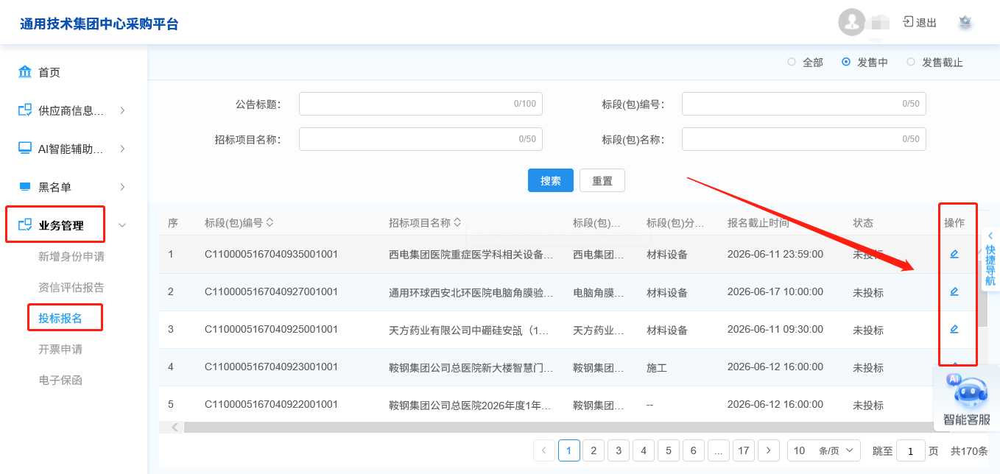 通用技术集团中心采购平台
退出
首页
供应商信息...
AI智能辅助...
黑名单
业务管理
新增身份申请
资信评估报告
投标报名
开票申请
电子保函
全部 发售中 发售截止
公告标题: 0/100 标段(包)编号: 0/50
招标项目名称: 0/50 标段(包)名称: 0/50
搜索 重置
序 标段(包)编号 招标项目名称 标段(包)... 标段(包)分... 报名截止时间 状态 操作
1 C1100005167040935001001 西电集团医院重症医学科相关设备... 西电集团... 材料设备 2026-06-11 23:59:00 未投标
2 C1100005167040927001001 通用环球西安北环医院电脑角膜验... 电脑角膜... 材料设备 2026-06-17 10:00:00 未投标
3 C1100005167040925001001 天方药业有限公司中硼硅安瓿（1... 天方药业... 材料设备 2026-06-11 09:30:00 未投标
4 C1100005167040923001001 鞍钢集团公司总医院新大楼智慧门... 鞍钢集团... 施工 2026-06-12 16:00:00 未投标
5 C1100005167040922001001 鞍钢集团公司总医院2026年度1年... 鞍钢集团... -- 2026-06-12 16:00:00 未投标
快捷导航
AI
智能客服
1 2 3 4 5 6 ... 17 10 条/页 跳至 1 页 共170条